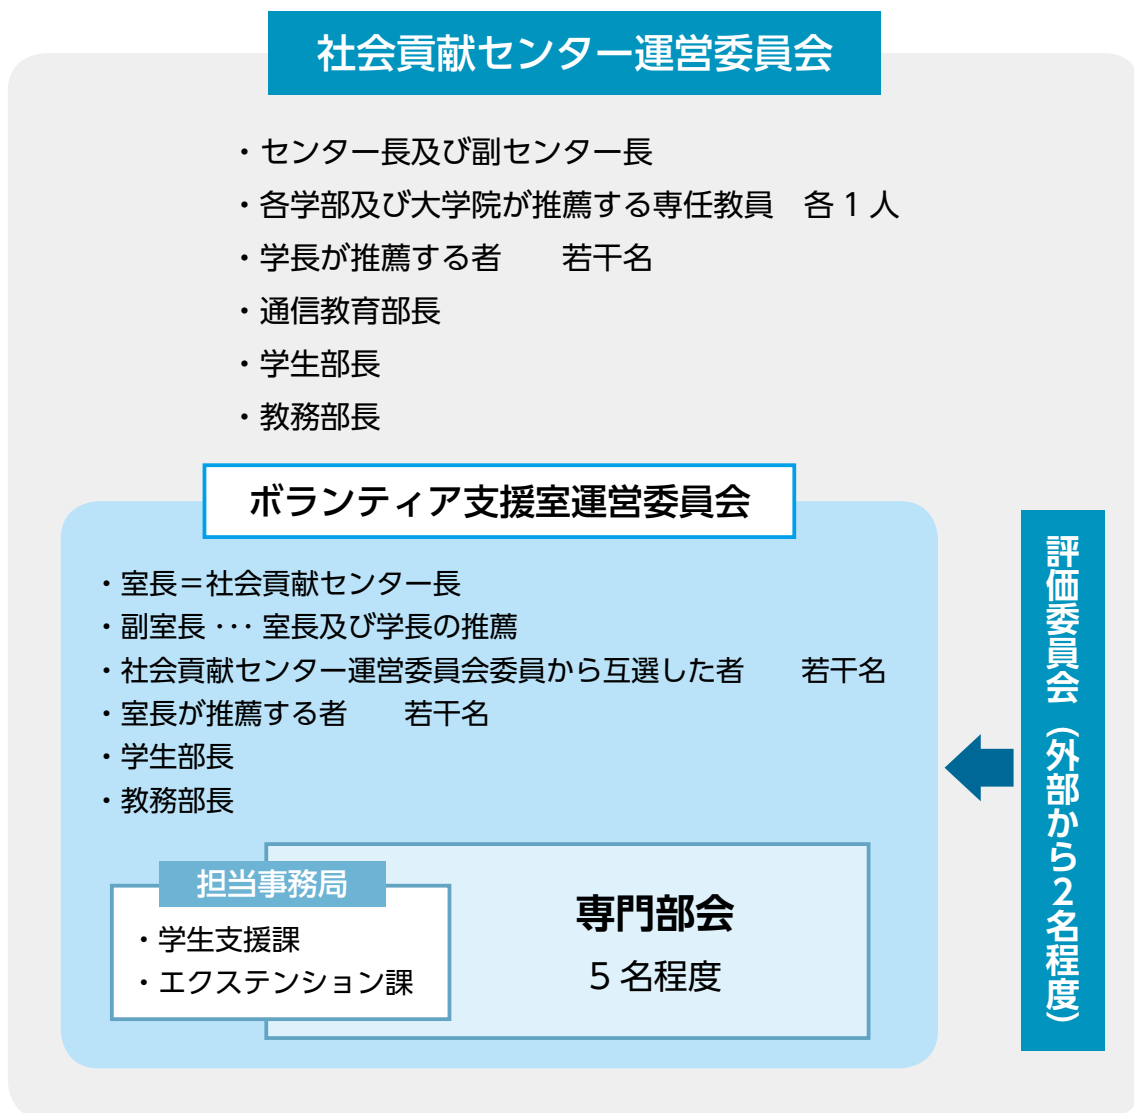 社会貢献センター運営委員会
・センター長及び副センター長
・各学部及び大学院が推薦する専任教員　各 1 人
・学長が推薦する者　　若干名
・通信教育部長
・学生部長
・教務部長
ボランティア支援室運営委員会
・室長＝社会貢献センター長
・副室長 ･･･ 室長及び学長の推薦
・社会貢献センター運営委員会委員から互選した者　　若干名
・室長が推薦する者　　若干名
・学生部長
・教務部長
担当事務局
・学生支援課
・エクステンション課
専門部会
5 名程度
評価委員会（外部から2名程度）